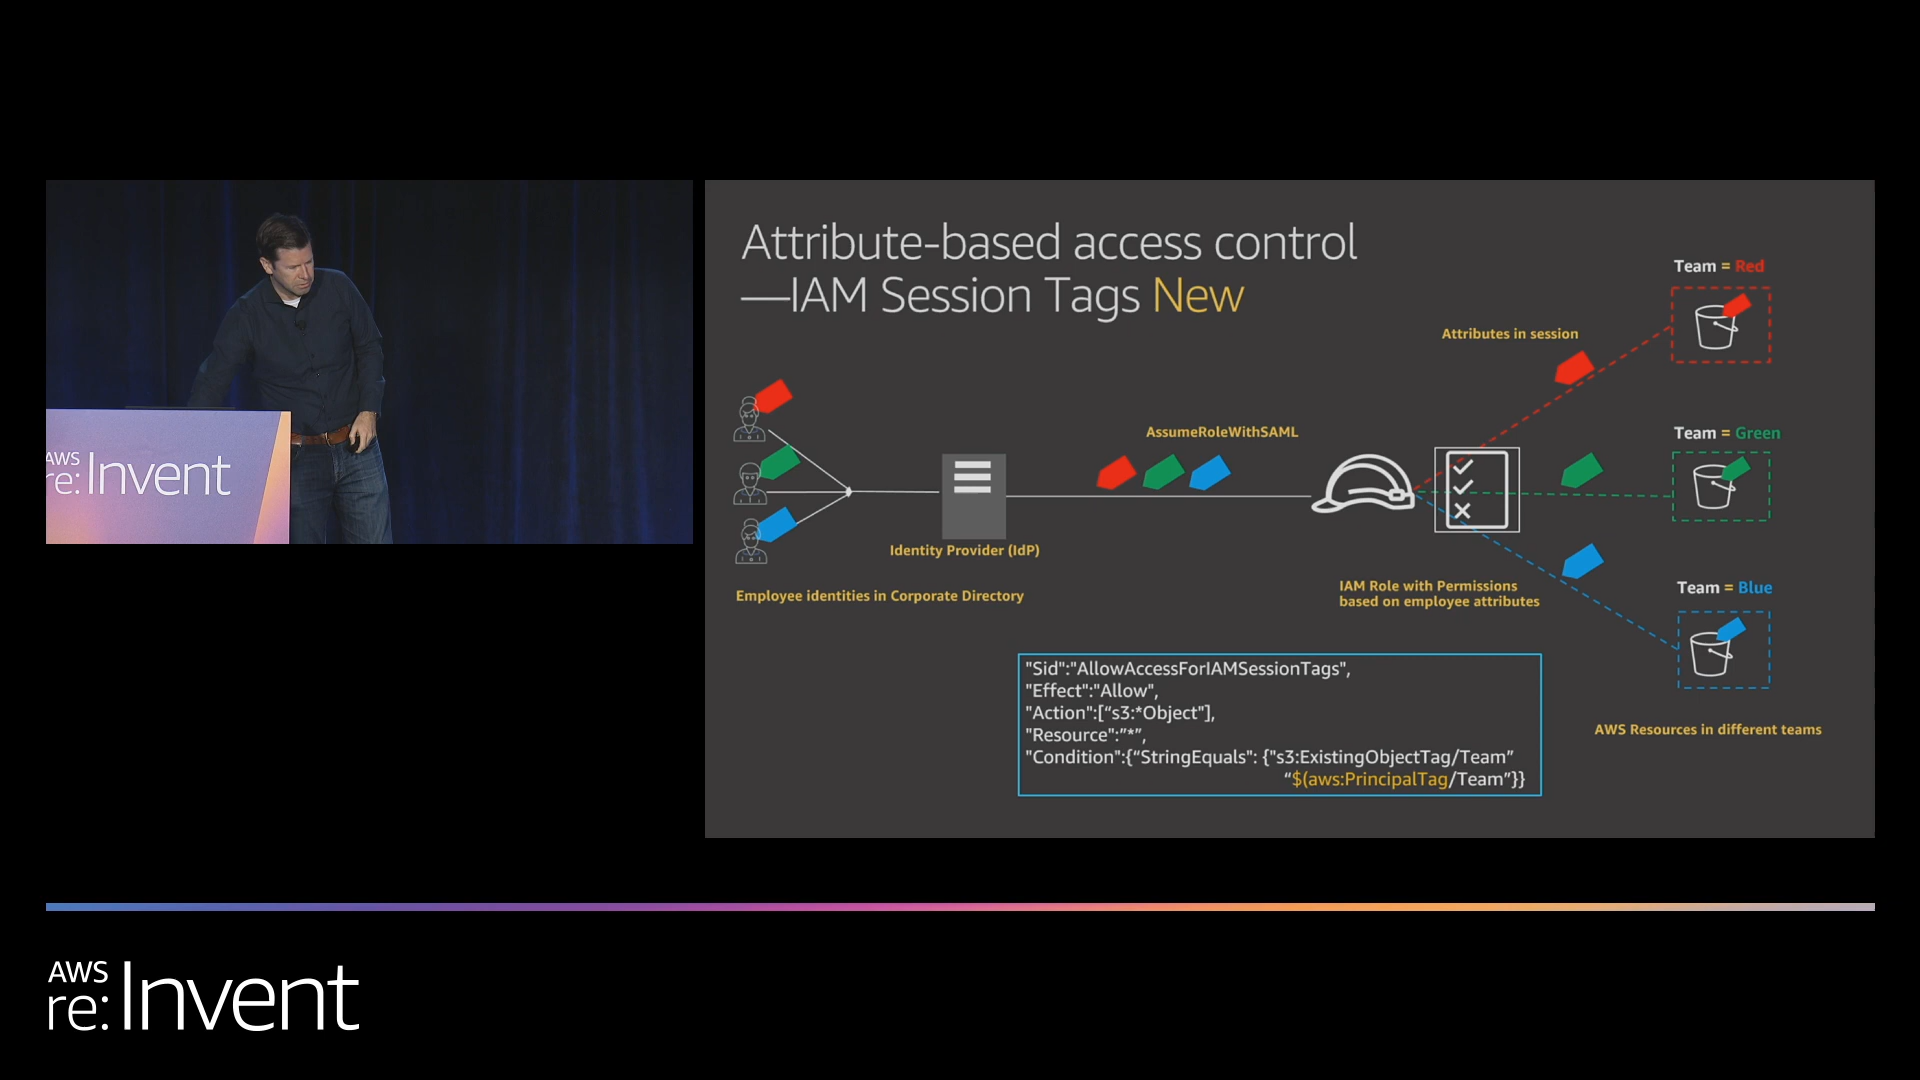 AWS
re:Invent
Attribute-based access control
—IAM Session Tags New
Team = Red
Attributes in session
AssumeRoleWithSAML
Team = Green
Identity Provider (IdP)
Employee identities in Corporate Directory
IAM Role with Permissions
based on employee attributes
Team = Blue
AWS Resources in different teams
"Sid":"AllowAccessForIAMSessionTags",
"Effect":"Allow",
"Action":[“s3:*Object"],
"Resource":”*”,
"Condition":{“StringEquals": {"s3:ExistingObjectTag/Team”
“$(aws:PrincipalTag/Team”}}
AWS
re:Invent